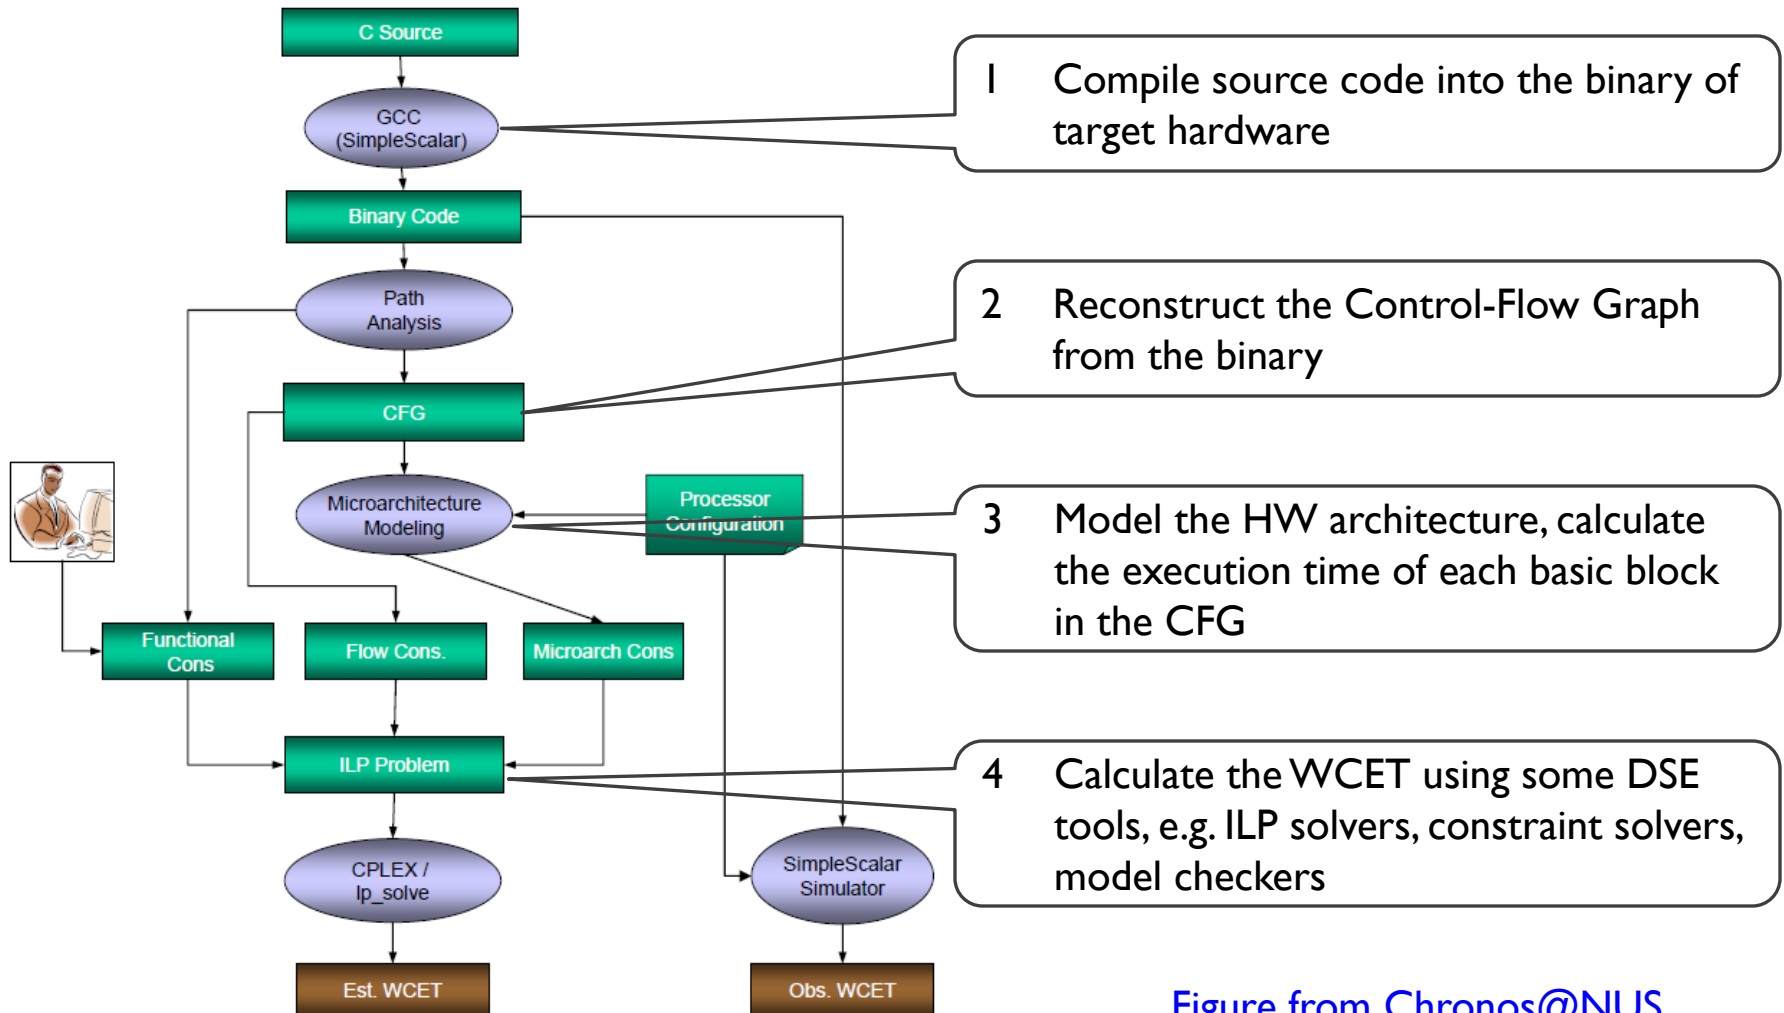 C Source
GCC
(SimpleScalar)
Binary Code
Path
Analysis
CFG
Microarchitecture
Modeling
Processor
Configuration
Functional
Cons
Flow Cons.
Microarch Cons
ILP Problem
CPLEX /
lp_solve
SimpleScalar
Simulator
Est. WCET
Obs. WCET
1 Compile source code into the binary of
target hardware
2 Reconstruct the Control-Flow Graph
from the binary
3 Model the HW architecture, calculate
the execution time of each basic block
in the CFG
4 Calculate the WCET using some DSE
tools, e.g. ILP solvers, constraint solvers,
model checkers
Figure from Chronos@NUS